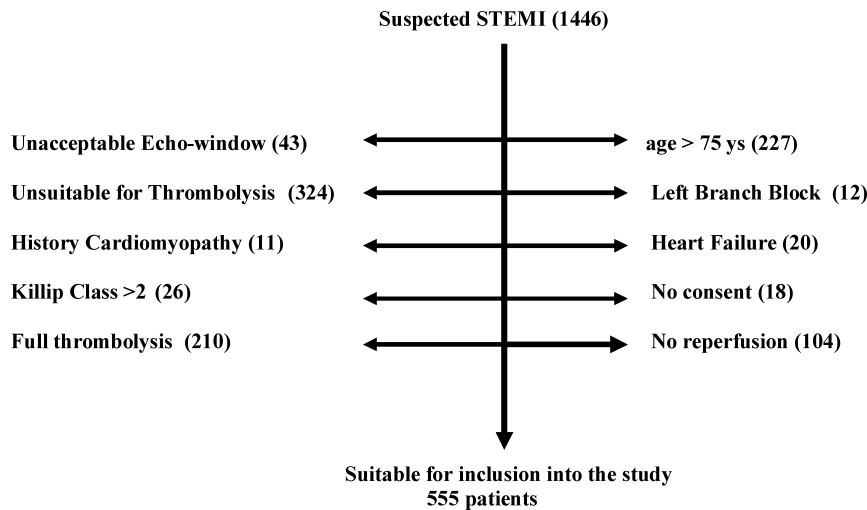 Suspected STEMI (1446)
Unacceptable Echo-window (43)
age > 75 ys (227)
Unsuitable for Thrombolysis (324)
Left Branch Block (12)
History Cardiomyopathy (11)
Heart Failure (20)
Killip Class >2 (26)
No consent (18)
Full thrombolysis (210)
No reperfusion (104)
Suitable for inclusion into the study
555 patients